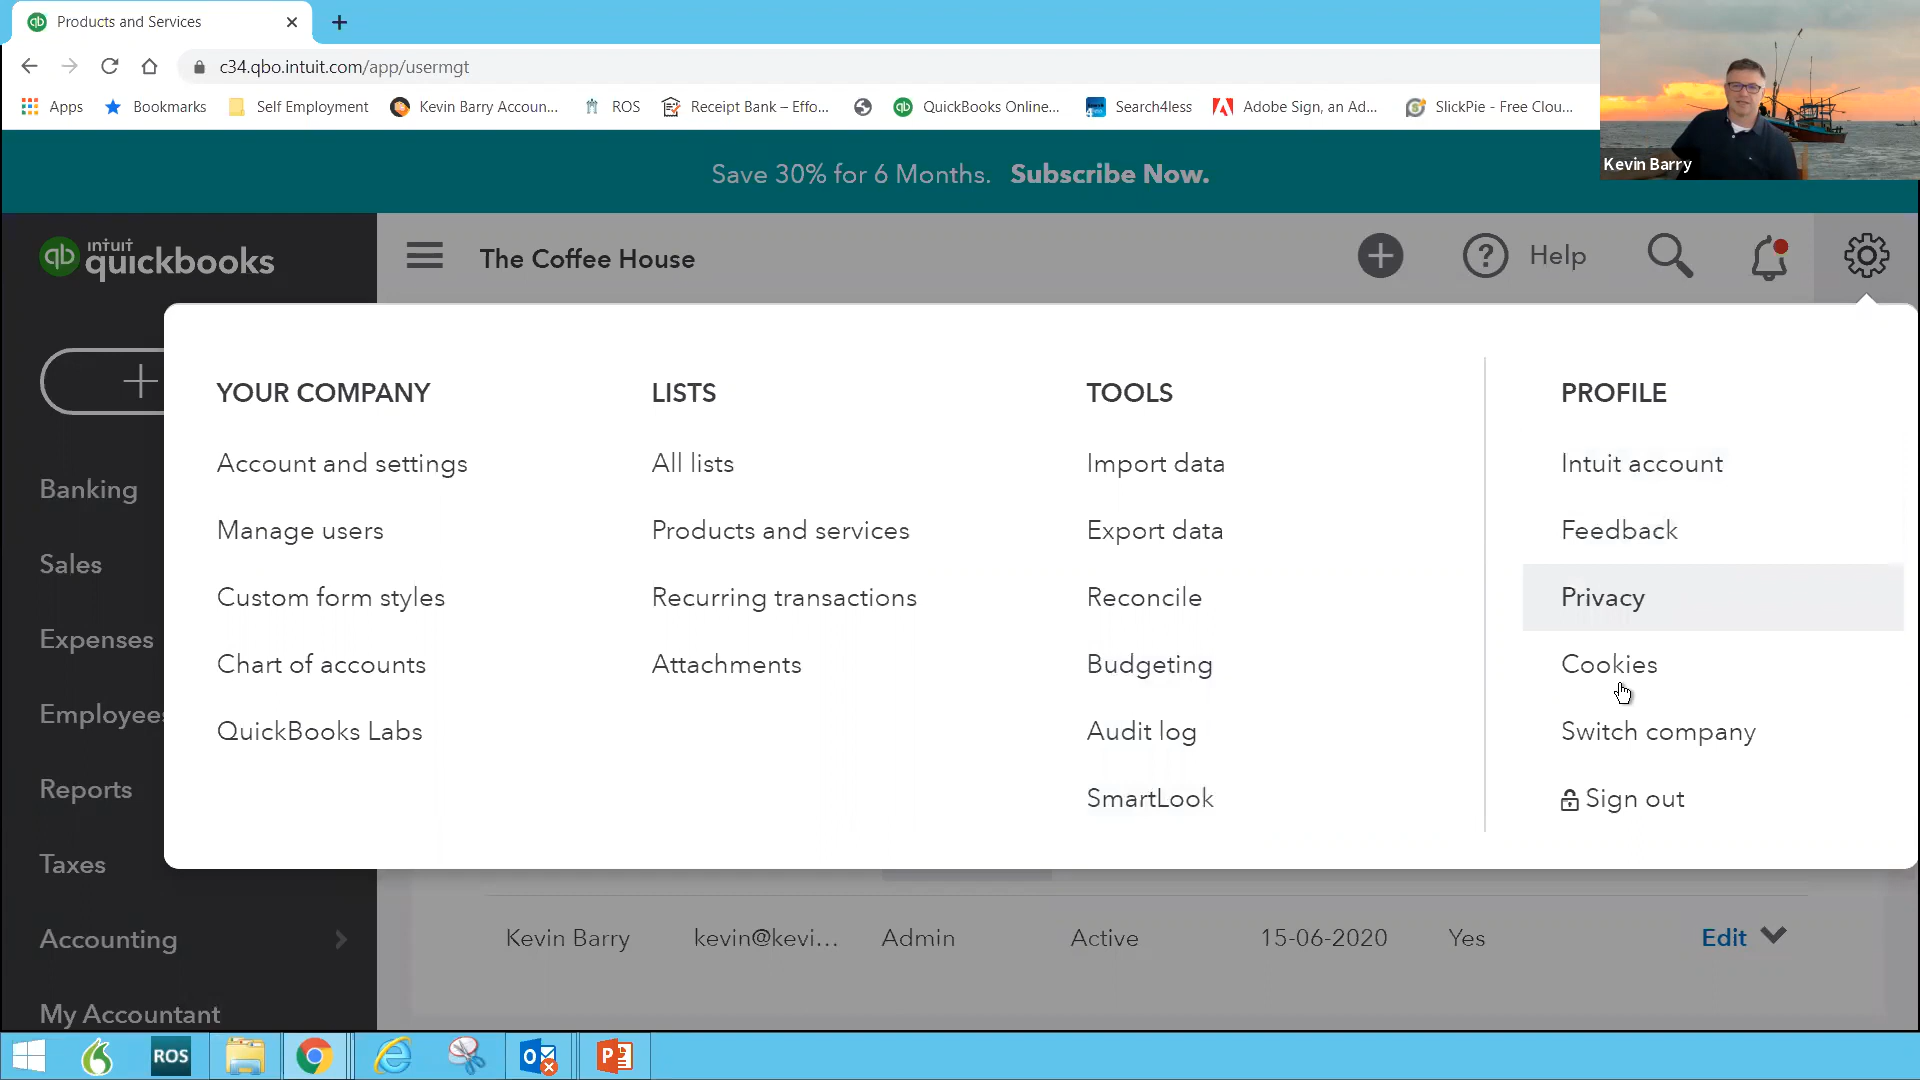 Products and Services
c34.qbo.intuit.com/app/usermgt
Apps
Bookmarks
Self Employment
Kevin Barry Accoun...
ROS
Receipt Bank – Effo...
QuickBooks Online...
Search4less
Adobe Sign, an Ad...
SlickPie - Free Clou...
Kevin Barry
Save 30% for 6 Months. Subscribe Now.
qb intuit quickbooks
The Coffee House
Help
YOUR COMPANY
Account and settings
Manage users
Custom form styles
Chart of accounts
QuickBooks Labs
LISTS
All lists
Products and services
Recurring transactions
Attachments
TOOLS
Import data
Export data
Reconcile
Budgeting
Audit log
SmartLook
PROFILE
Intuit account
Feedback
Privacy
Cookies
Switch company
Sign out
Banking
Sales
Expenses
Employees
Reports
Taxes
Accounting
My Accountant
Kevin Barry kevin@kevi... Admin Active 15-06-2020 Yes Edit
ROS